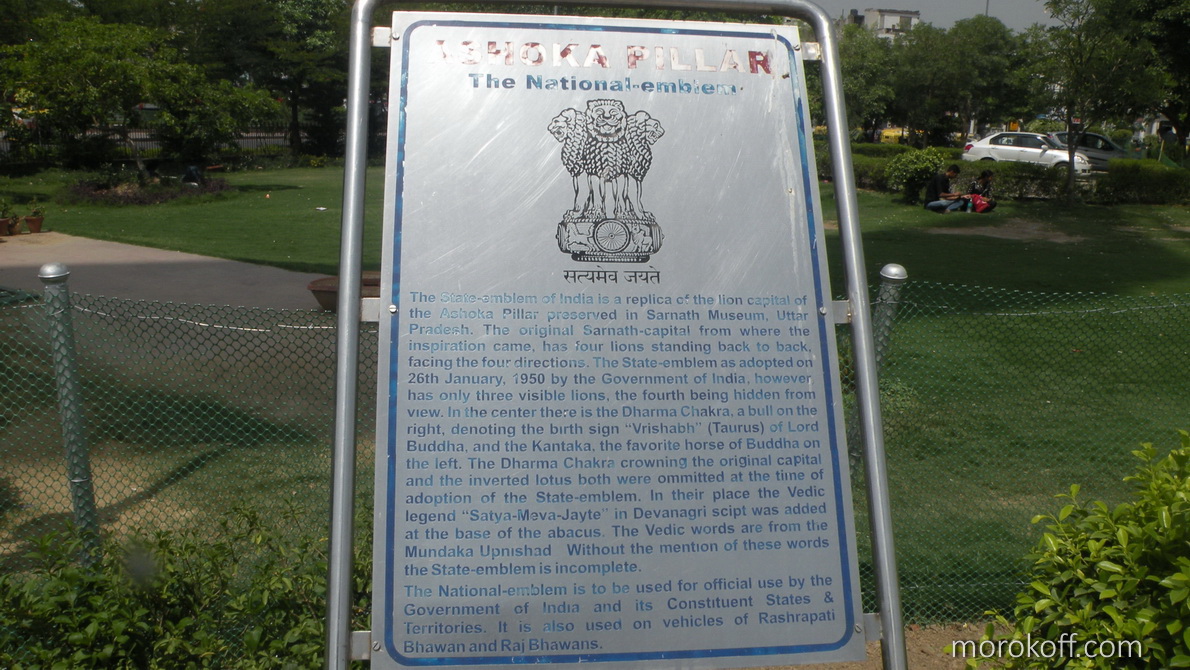 ASHOKA PILLAR
The National-emblem
सत्यमेव जयते
The State-emblem of India is a replica of the lion capital of
the Ashoka Pillar preserved in Sarnath Museum, Uttar
Pradesh. The original Sarnath-capital from where the
inspiration came, has four lions standing back to back,
facing the four directions. The State-emblem as adopted on
26th January, 1950 by the Government of India, however
has only three visible lions, the fourth being hidden from
view. In the center there is the Dharma Chakra, a bull on the
right, denoting the birth sign “Vrishabh” (Taurus) of Lord
Buddha, and the Kantaka, the favorite horse of Buddha on
the left. The Dharma Chakra crowning the original capital
and the inverted lotus both were ommitted at the time of
adoption of the State-emblem. In their place the Vedic
legend “Satya-Meva-Jayte” in Devanagri scipt was added
at the base of the abacus. The Vedic words are from the
Mundaka Upnishad Without the mention of these words
the State-emblem is incomplete.
The National-emblem is to be used for official use by the
Government of India and its Constituent States &
Territories. It is also used on vehicles of Rashrapati
Bhawan and Raj Bhawans.
morokoff.com